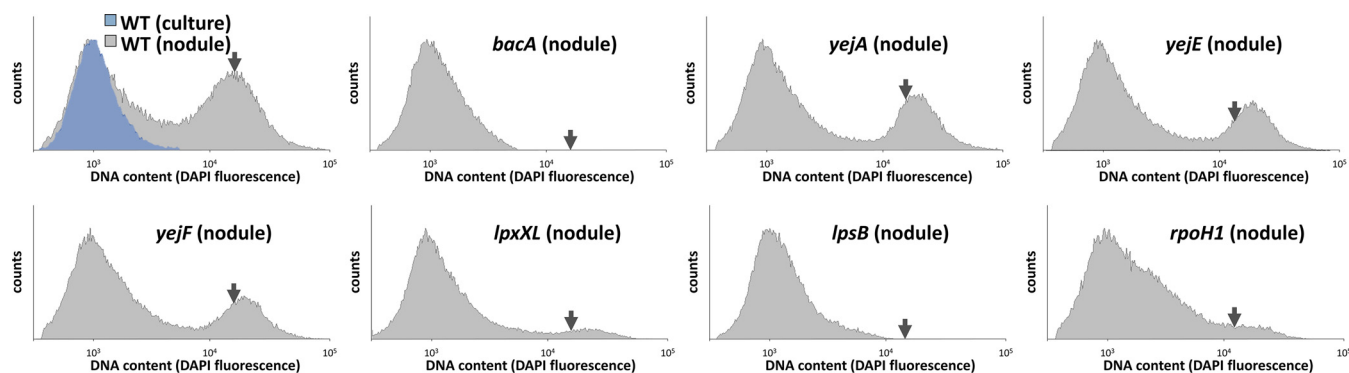 WT (culture)
WT (nodule)
counts
10³ 10⁴ 10⁵
DNA content (DAPI fluorescence)
bacA (nodule)
counts
10³ 10⁴ 10⁵
DNA content (DAPI fluorescence)
yejA (nodule)
counts
10³ 10⁴ 10⁵
DNA content (DAPI fluorescence)
yejE (nodule)
counts
10³ 10⁴ 10⁵
DNA content (DAPI fluorescence)
yejF (nodule)
counts
10³ 10⁴ 10⁵
DNA content (DAPI fluorescence)
lpxXL (nodule)
counts
10³ 10⁴ 10⁵
DNA content (DAPI fluorescence)
lpsB (nodule)
counts
10³ 10⁴ 10⁵
DNA content (DAPI fluorescence)
rpoH1 (nodule)
counts
10³ 10⁴ 10⁵
DNA content (DAPI fluorescence)